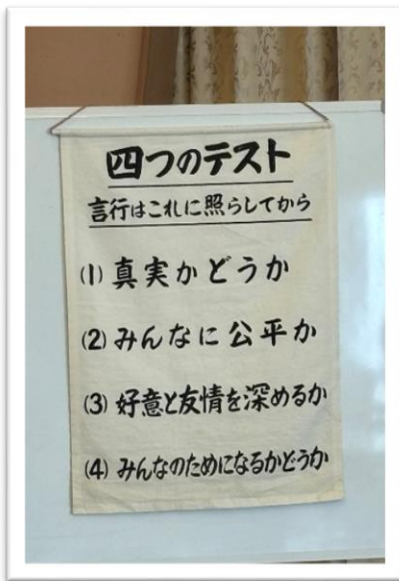 四つのテスト
言行はこれに照らしてから
(1) 真実かどうか
(2) みんなに公平か
(3) 好意と友情を深めるか
(4) みんなのためになるかどうか